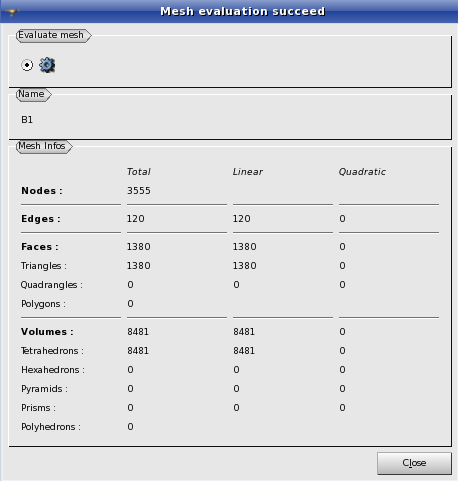 Mesh evaluation succeed
Evaluate mesh
Name
B1
Mesh Infos
Total Linear Quadratic
Nodes : 3555
Edges : 120 120 0
Faces : 1380 1380 0
Triangles : 1380 1380 0
Quadrangles : 0 0 0
Polygons : 0
Volumes : 8481 8481 0
Tetrahedrons : 8481 8481 0
Hexahedrons : 0 0 0
Pyramids : 0 0 0
Prisms : 0 0 0
Polyhedrons : 0
Close